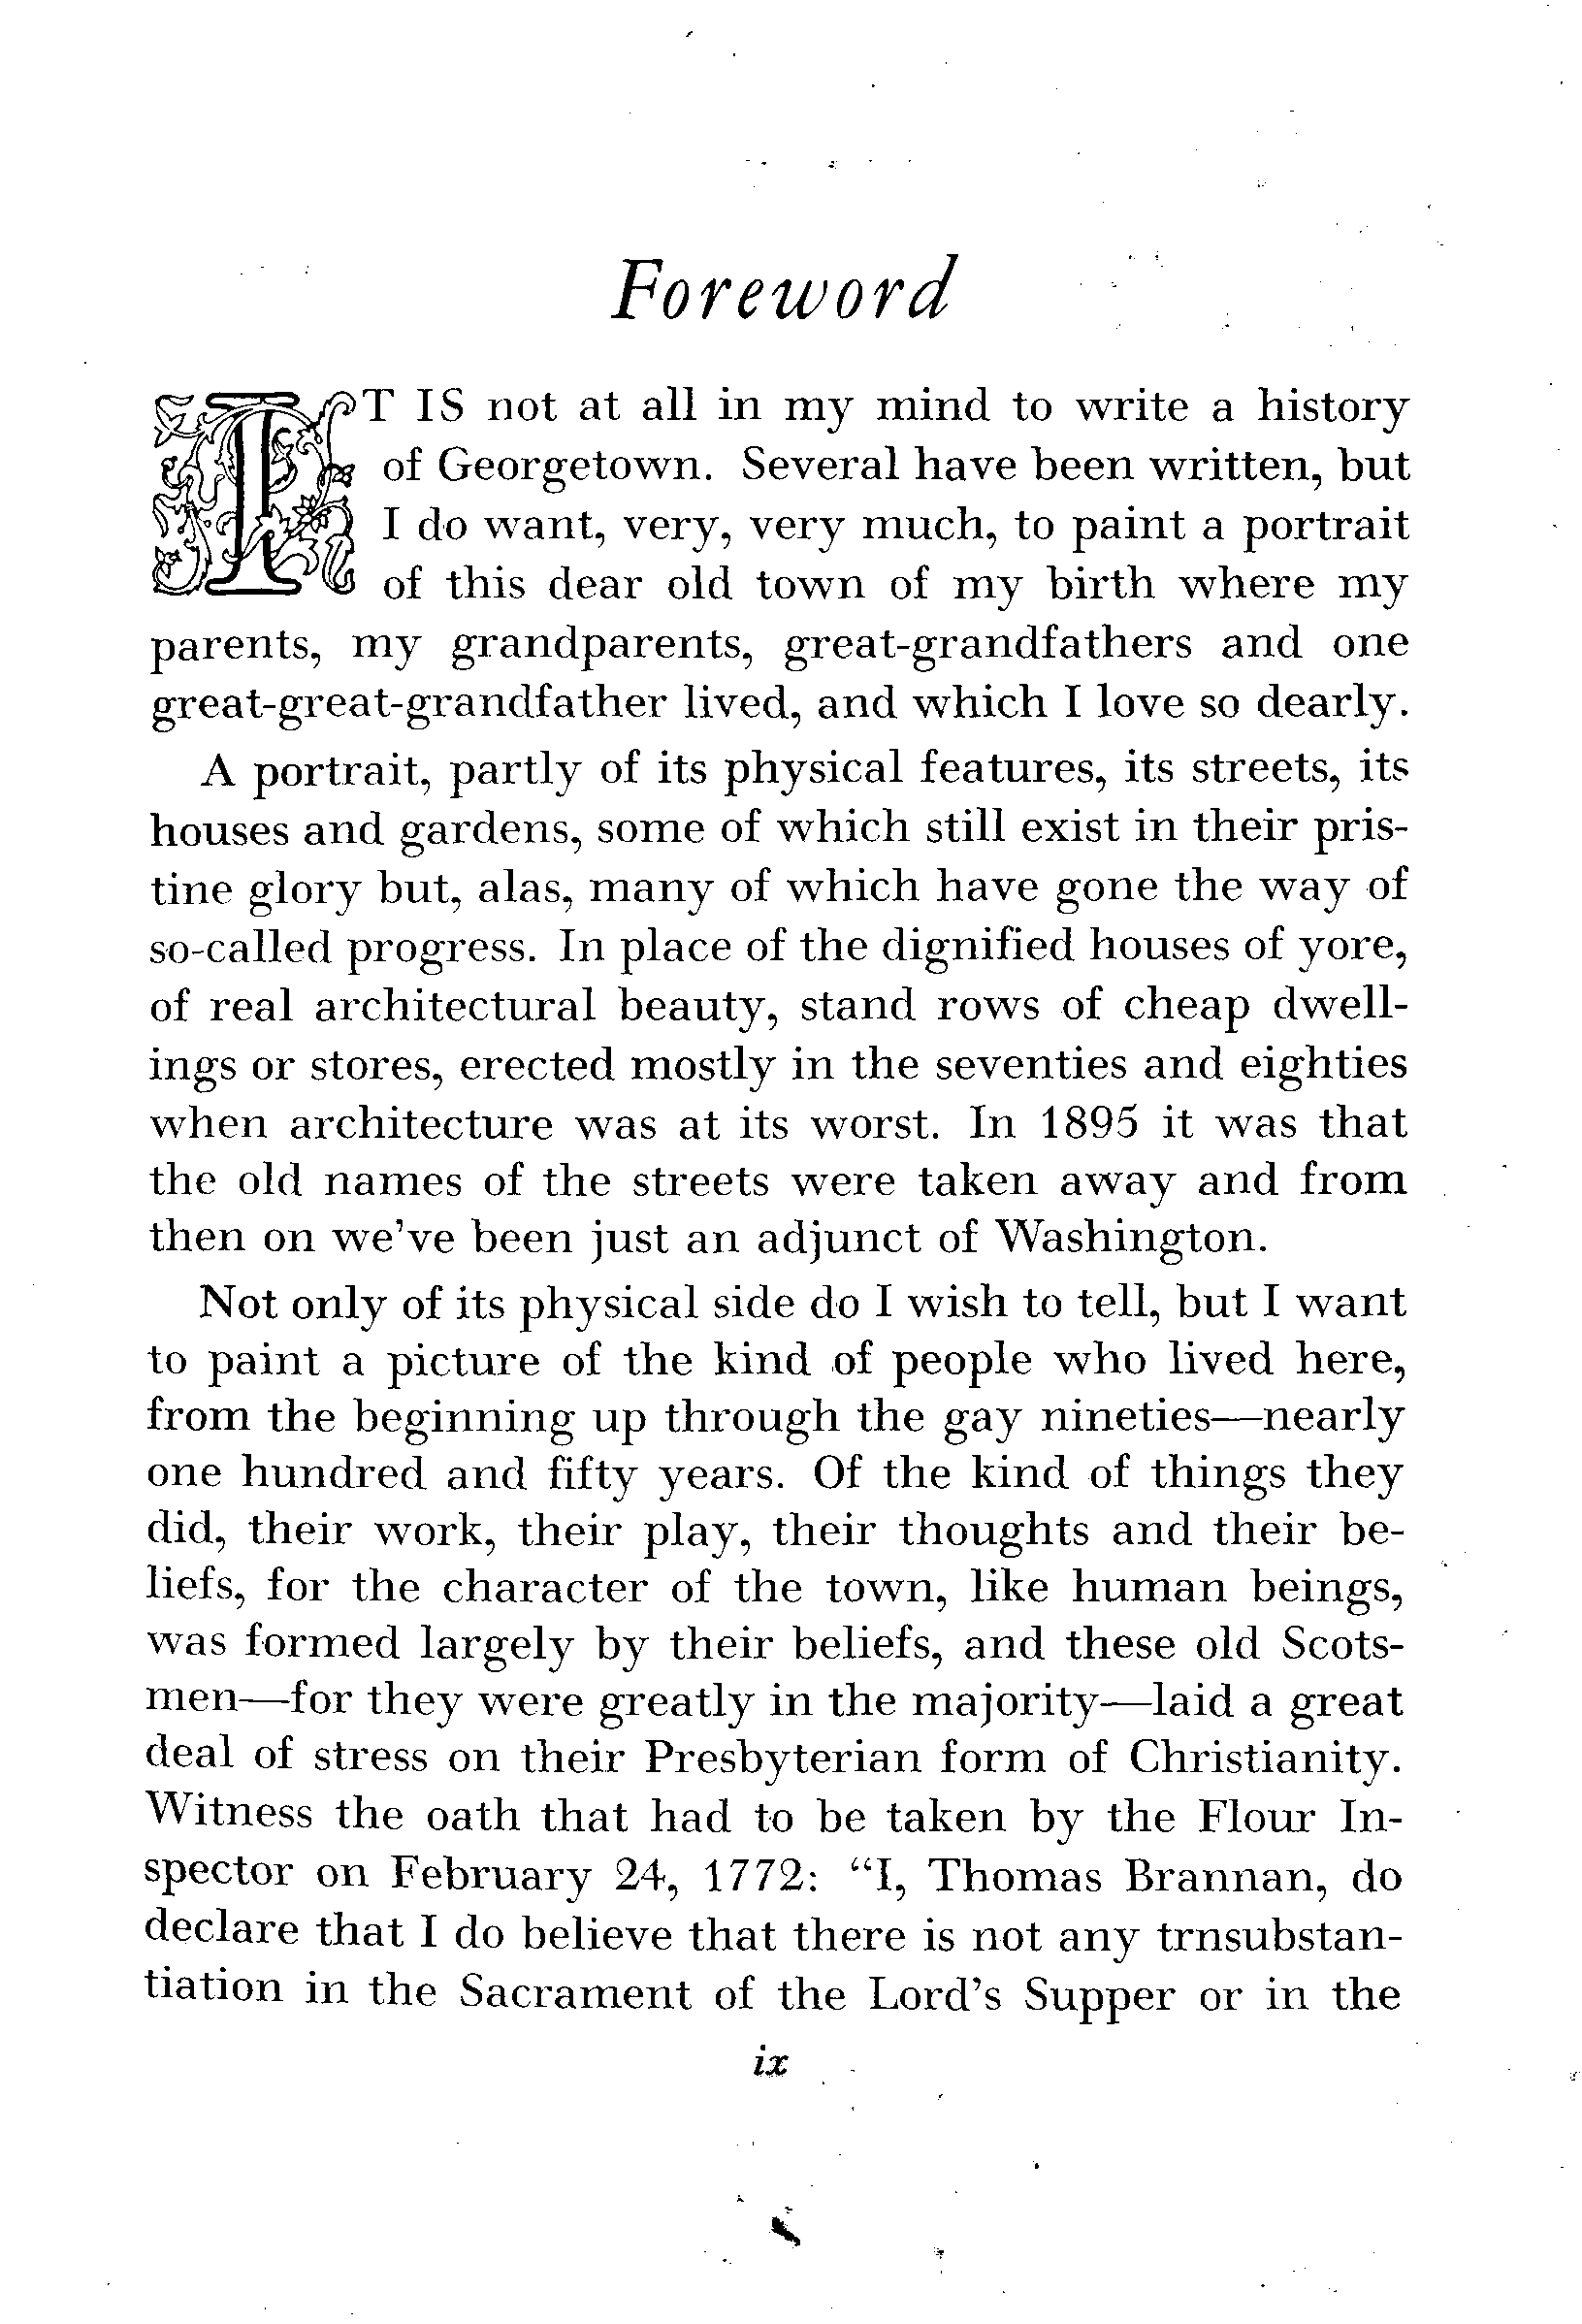 Foreword
IT IS not at all in my mind to write a history
of Georgetown. Several have been written, but
I do want, very, very much, to paint a portrait
of this dear old town of my birth where my
parents, my grandparents, great-grandfathers and one
great-great-grandfather lived, and which I love so dearly.
A portrait, partly of its physical features, its streets, its
houses and gardens, some of which still exist in their pris-
tine glory but, alas, many of which have gone the way of
so-called progress. In place of the dignified houses of yore,
of real architectural beauty, stand rows of cheap dwell-
ings or stores, erected mostly in the seventies and eighties
when architecture was at its worst. In 1895 it was that
the old names of the streets were taken away and from
then on we've been just an adjunct of Washington.
Not only of its physical side do I wish to tell, but I want
to paint a picture of the kind of people who lived here,
from the beginning up through the gay nineties—nearly
one hundred and fifty years. Of the kind of things they
did, their work, their play, their thoughts and their be-
liefs, for the character of the town, like human beings,
was formed largely by their beliefs, and these old Scots-
men—for they were greatly in the majority—laid a great
deal of stress on their Presbyterian form of Christianity.
Witness the oath that had to be taken by the Flour In-
spector on February 24, 1772: “I, Thomas Brannan, do
declare that I do believe that there is not any trnsubstan-
tiation in the Sacrament of the Lord's Supper or in the
ix